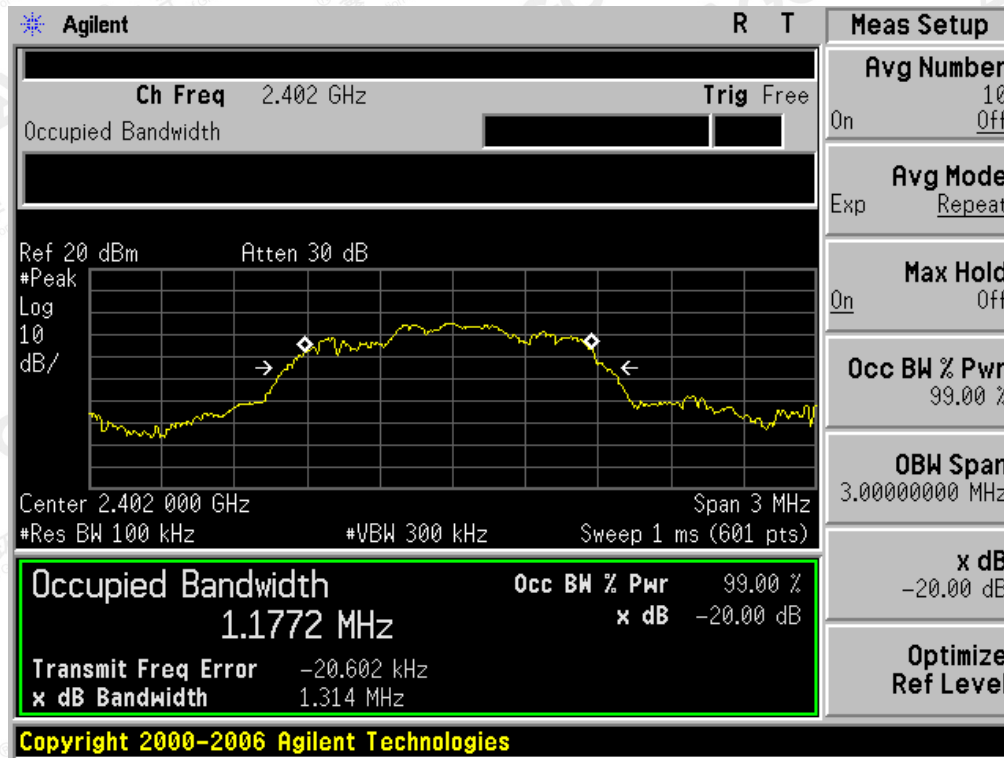 Agilent R T
Ch Freq 2.402 GHz Trig Free
Occupied Bandwidth
Ref 20 dBm Atten 30 dB
#Peak
Log
10
dB/
Center 2.402 000 GHz Span 3 MHz
#Res BW 100 kHz #VBW 300 kHz Sweep 1 ms (601 pts)
Occupied Bandwidth Occ BW % Pwr 99.00 %
1.1772 MHz x dB -20.00 dB
Transmit Freq Error -20.602 kHz
x dB Bandwidth 1.314 MHz
Copyright 2000-2006 Agilent Technologies
Meas Setup
Avg Number
10
On Off
Avg Mode
Exp Repeat
Max Hold
On Off
Occ BW % Pwr
99.00 %
OBW Span
3.00000000 MHz
x dB
-20.00 dB
Optimize
Ref Level